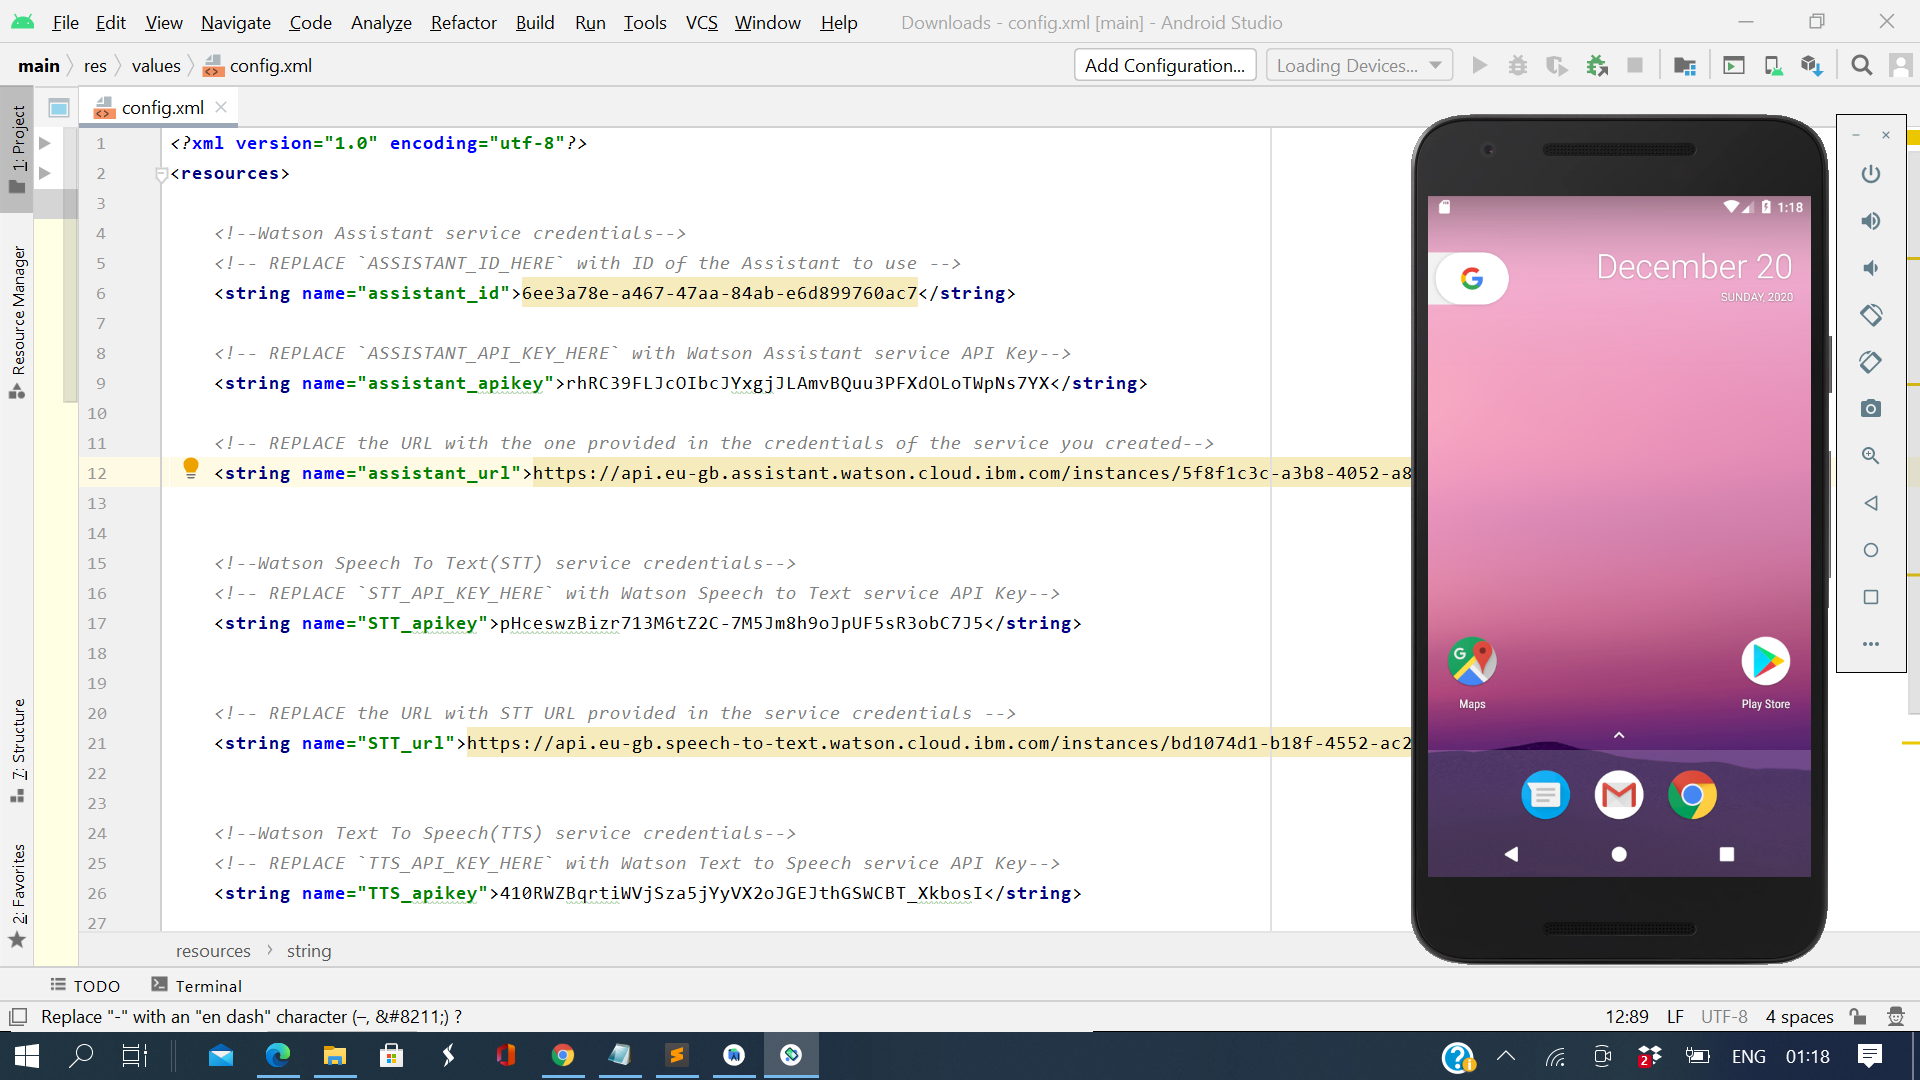 File Edit View Navigate Code Analyze Refactor Build Run Tools VCS Window Help Downloads - config.xml [main] - Android Studio
main res values config.xml Add Configuration... Loading Devices...
config.xml
1: Project
Resource Manager
7: Structure
2: Favorites
1 <?xml version="1.0" encoding="utf-8"?>
2 <resources>
3
4 <!--Watson Assistant service credentials-->
5 <!-- REPLACE `ASSISTANT_ID_HERE` with ID of the Assistant to use -->
6 <string name="assistant_id">6ee3a78e-a467-47aa-84ab-e6d899760ac7</string>
7
8 <!-- REPLACE `ASSISTANT_API_KEY_HERE` with Watson Assistant service API Key-->
9 <string name="assistant_apikey">rhRC39FLJcOIbcJYxgjJLAmvBQuu3PFXdOLoTWpNs7YX</string>
10
11 <!-- REPLACE the URL with the one provided in the credentials of the service you created-->
12 <string name="assistant_url">https://api.eu-gb.assistant.watson.cloud.ibm.com/instances/5f8f1c3c-a3b8-4052-a8
13
14
15 <!--Watson Speech To Text(STT) service credentials-->
16 <!-- REPLACE `STT_API_KEY_HERE` with Watson Speech to Text service API Key-->
17 <string name="STT_apikey">pHceswzBizr713M6tZ2C-7M5Jm8h9oJpUF5sR3obC7J5</string>
18
19
20 <!-- REPLACE the URL with STT URL provided in the service credentials -->
21 <string name="STT_url">https://api.eu-gb.speech-to-text.watson.cloud.ibm.com/instances/bd1074d1-b18f-4552-ac2
22
23
24 <!--Watson Text To Speech(TTS) service credentials-->
25 <!-- REPLACE `TTS_API_KEY_HERE` with Watson Text to Speech service API Key-->
26 <string name="TTS_apikey">410RWZBqrtiWVjSza5jYyVX2oJGEJthGSWCBT_XkbosI</string>
27
1:18
G
December 20
SUNDAY, 2020
Maps
Play Store
resources string
TODO Terminal
Replace "-" with an "en dash" character (–, &#8211;) ?
12:89 LF UTF-8 4 spaces
2 ENG 01:18